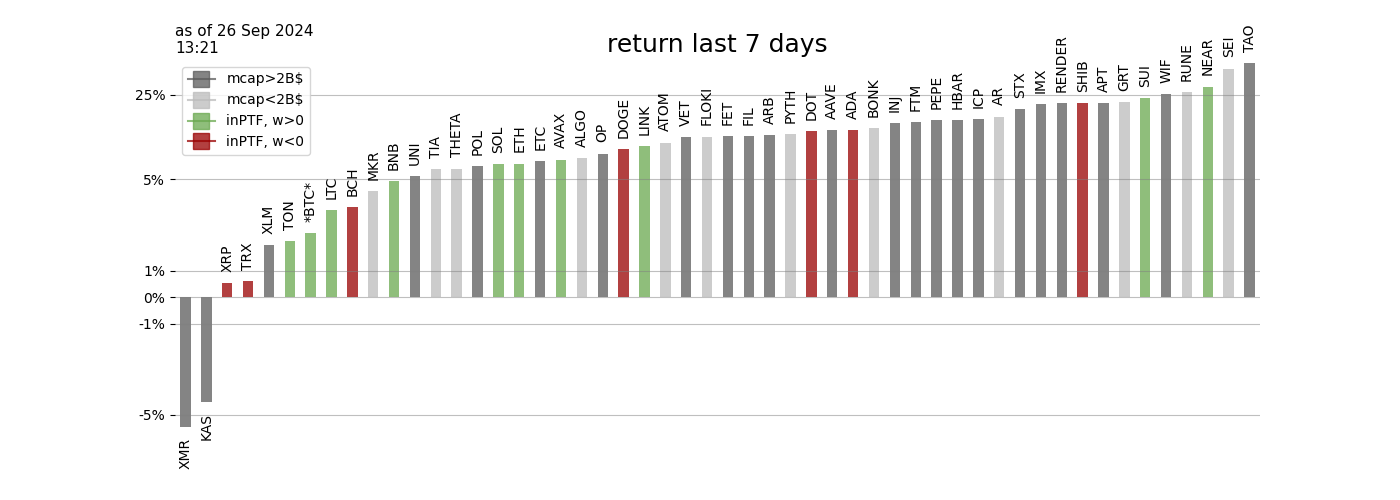 as of 26 Sep 2024
13:21
return last 7 days
mcap>2B$
mcap<2B$
inPTF, w>0
inPTF, w<0
25%
5%
1%
0%
-1%
-5%
XMR
KAS
XRP
TRX
XLM
TON
*BTC*
LTC
BCH
MKR
BNB
UNI
TIA
THETA
POL
SOL
ETH
ETC
AVAX
ALGO
OP
DOGE
LINK
ATOM
VET
FLOKI
FET
FIL
ARB
PYTH
DOT
AAVE
ADA
BONK
INJ
FTM
PEPE
HBAR
ICP
AR
STX
IMX
RENDER
SHIB
APT
GRT
SUI
WIF
RUNE
NEAR
SEI
TAO